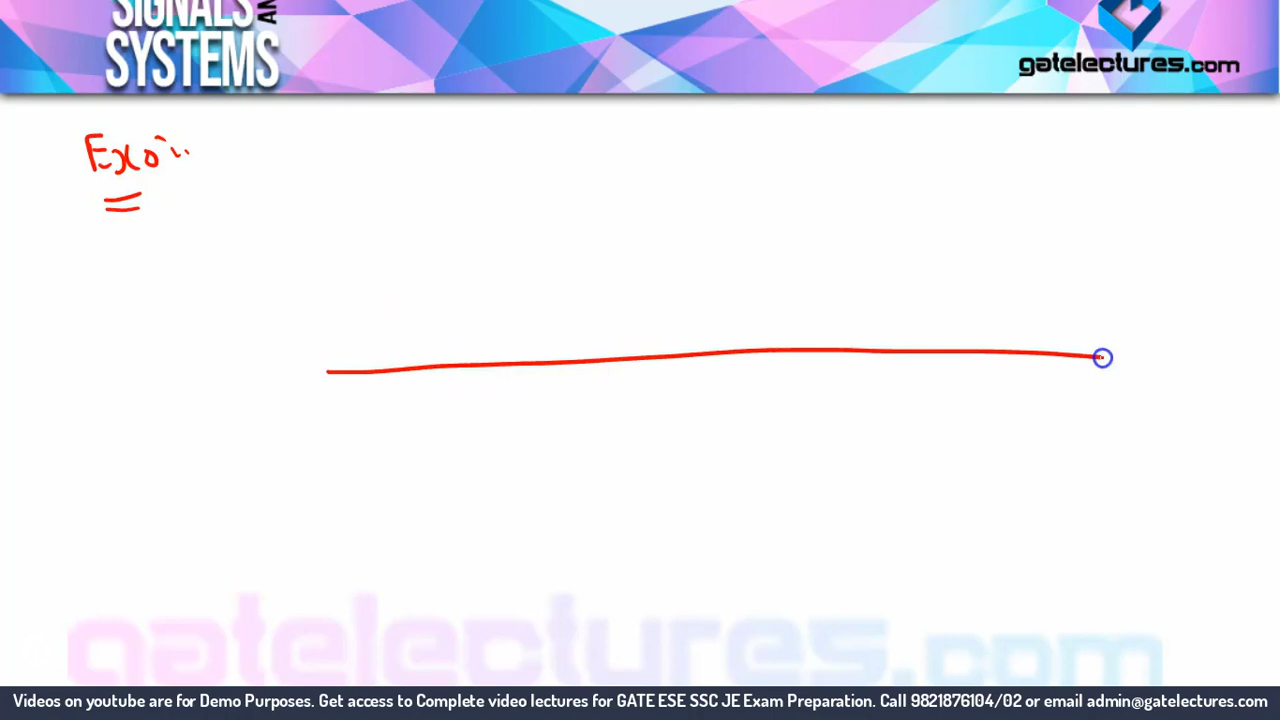 SIGNALS AND
SYSTEMS
gatelectures.com
gatelectures.com
Videos on youtube are for Demo Purposes. Get access to Complete video lectures for GATE ESE SSC JE Exam Preparation. Call 9821876104/02 or email admin@gatelectures.com